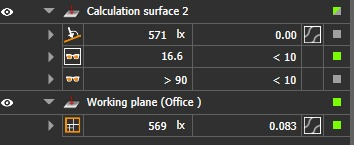 Calculation surface 2
571 lx 0.00
16.6 < 10
> 90 < 10
Working plane (Office )
569 lx 0.083